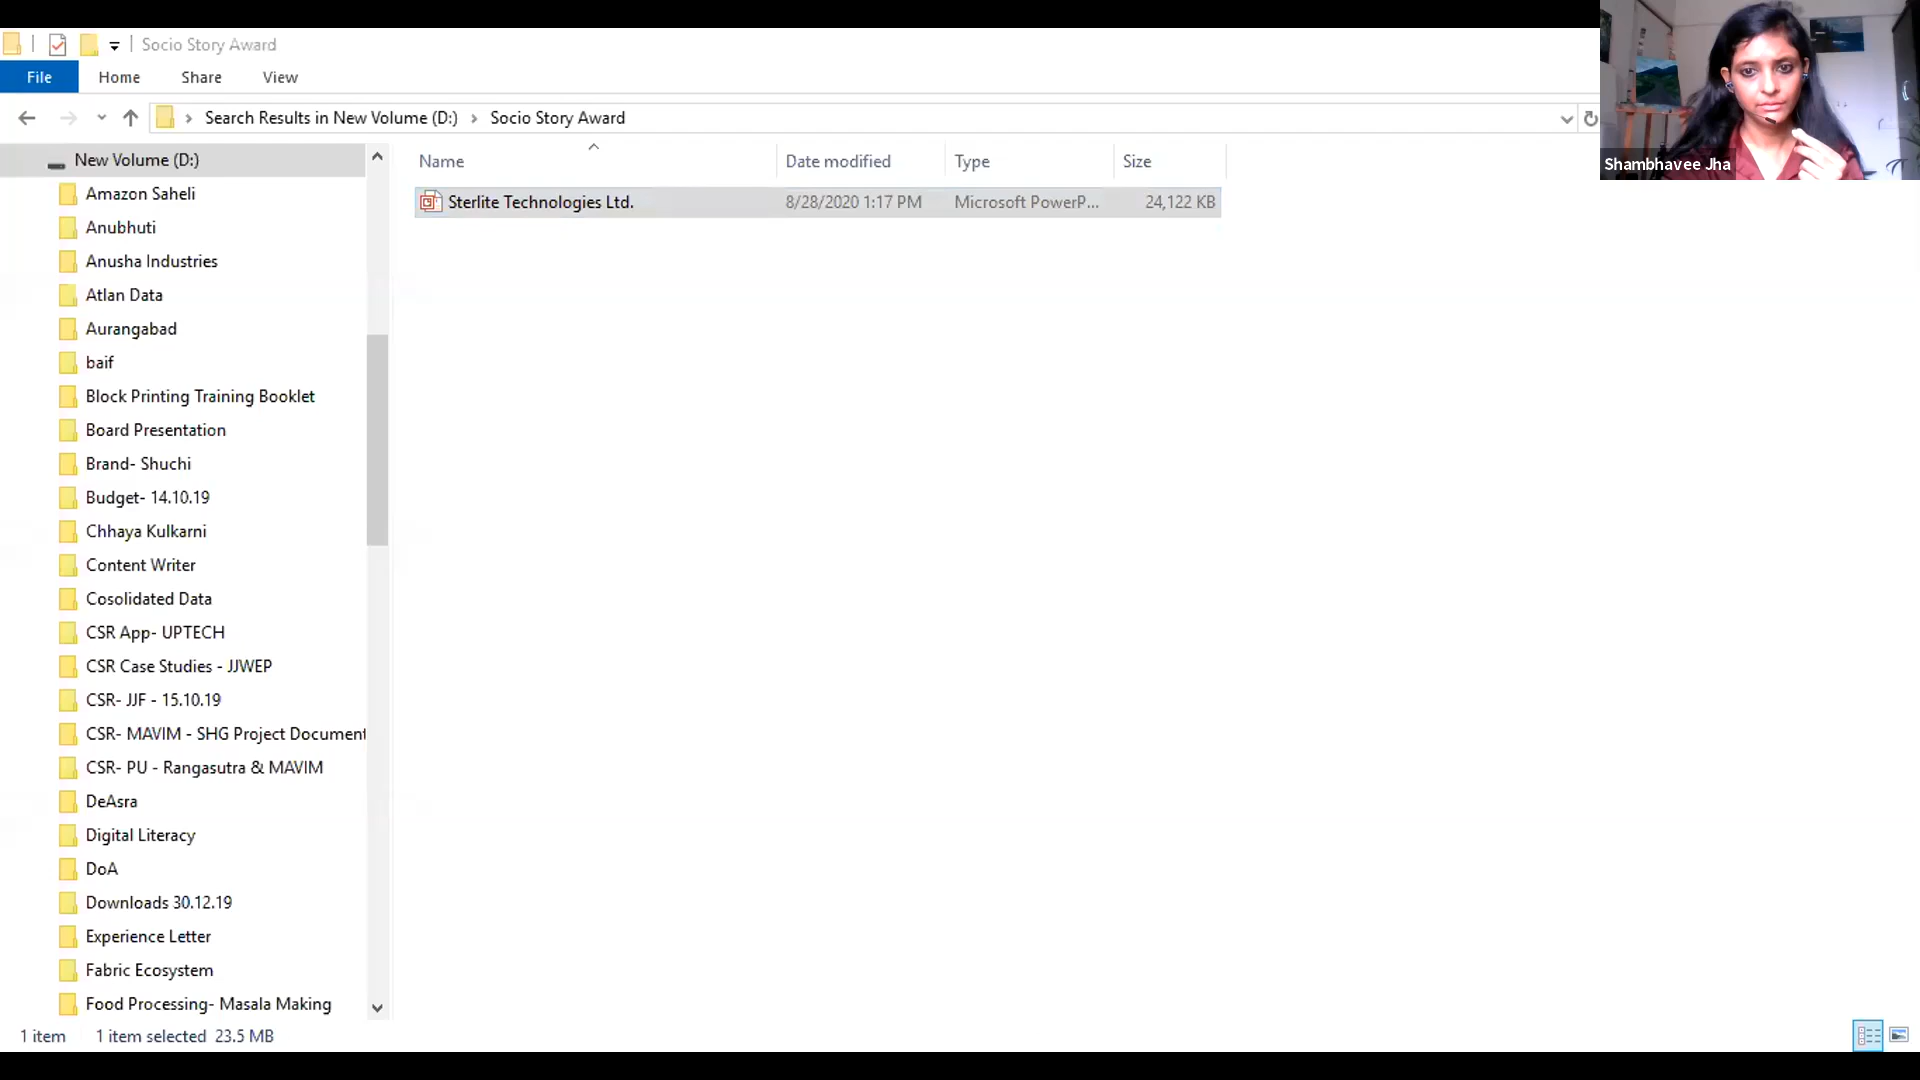 Socio Story Award
File Home Share View
Search Results in New Volume (D:) Socio Story Award
Shambhavee Jha
New Volume (D:)
Name Date modified Type Size
Amazon Saheli
Sterlite Technologies Ltd. 8/28/2020 1:17 PM Microsoft PowerP... 24,122 KB
Anubhuti
Anusha Industries
Atlan Data
Aurangabad
baif
Block Printing Training Booklet
Board Presentation
Brand- Shuchi
Budget- 14.10.19
Chhaya Kulkarni
Content Writer
Cosolidated Data
CSR App- UPTECH
CSR Case Studies - JJWEP
CSR- JJF - 15.10.19
CSR- MAVIM - SHG Project Document
CSR- PU - Rangasutra & MAVIM
DeAsra
Digital Literacy
DoA
Downloads 30.12.19
Experience Letter
Fabric Ecosystem
Food Processing- Masala Making
1 item 1 item selected 23.5 MB